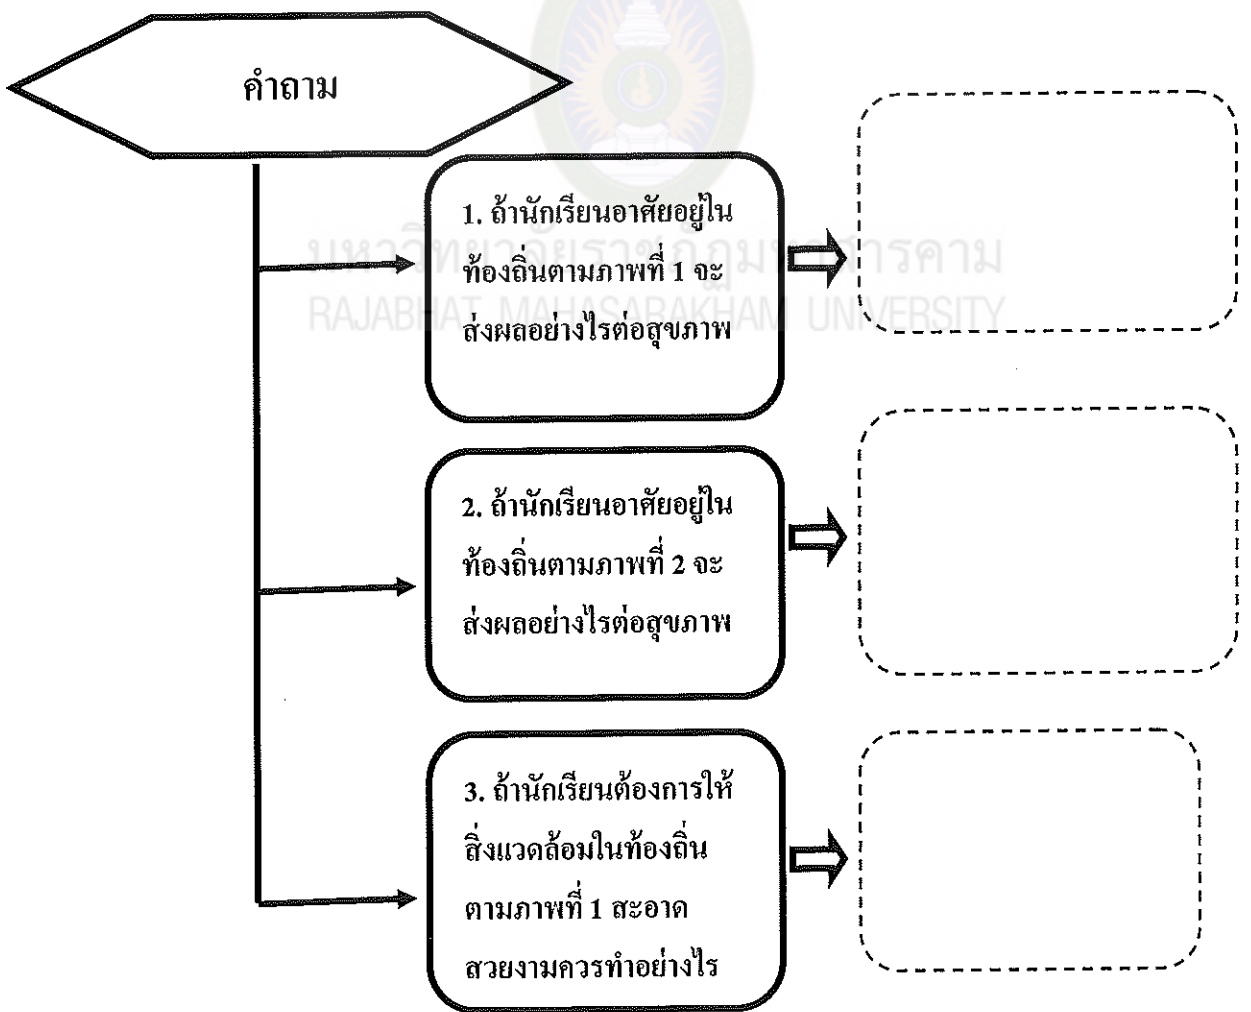 คำถาม
1. ถ้านักเรียนอาศัยอยู่ใน
ท้องถิ่นตามภาพที่ 1 จะ
ส่งผลอย่างไรต่อสุขภาพ
มหาวิทยาลัยราชภัฏมหาสารคาม
RAJABHAT MAHASARAKHAM UNIVERSITY
2. ถ้านักเรียนอาศัยอยู่ใน
ท้องถิ่นตามภาพที่ 2 จะ
ส่งผลอย่างไรต่อสุขภาพ
3. ถ้านักเรียนต้องการให้
สิ่งแวดล้อมในท้องถิ่น
ตามภาพที่ 1 สะอาด
สวยงามควรทำอย่างไร